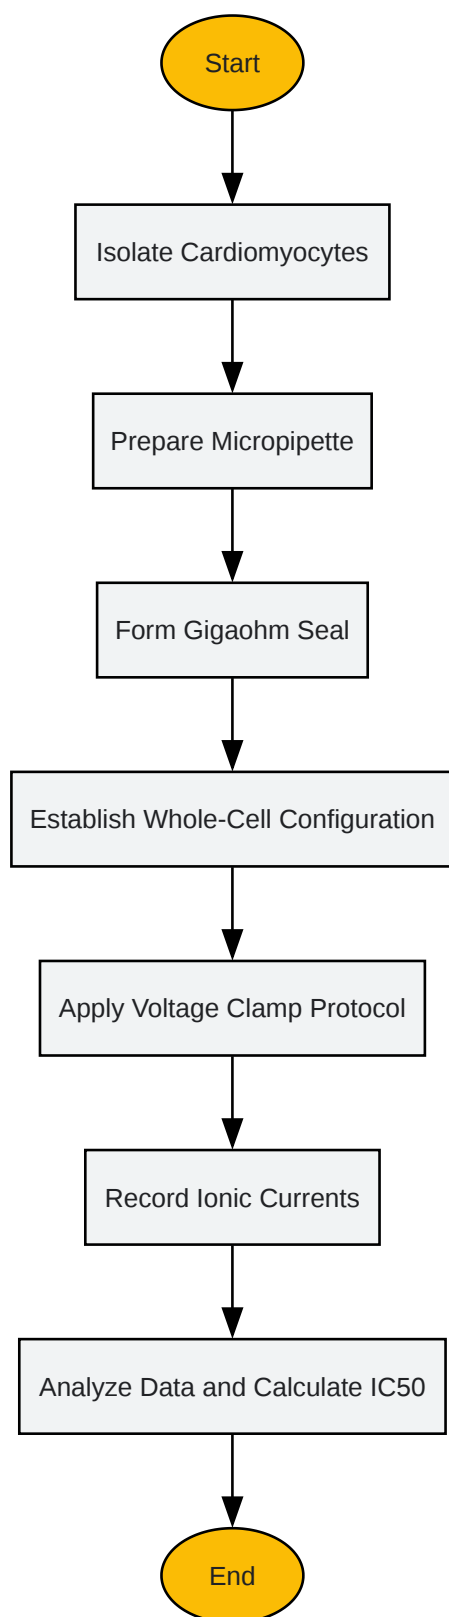 Start
Isolate Cardiomyocytes
Prepare Micropipette
Form Gigaohm Seal
Establish Whole-Cell Configuration
Apply Voltage Clamp Protocol
Record Ionic Currents
Analyze Data and Calculate IC50
End